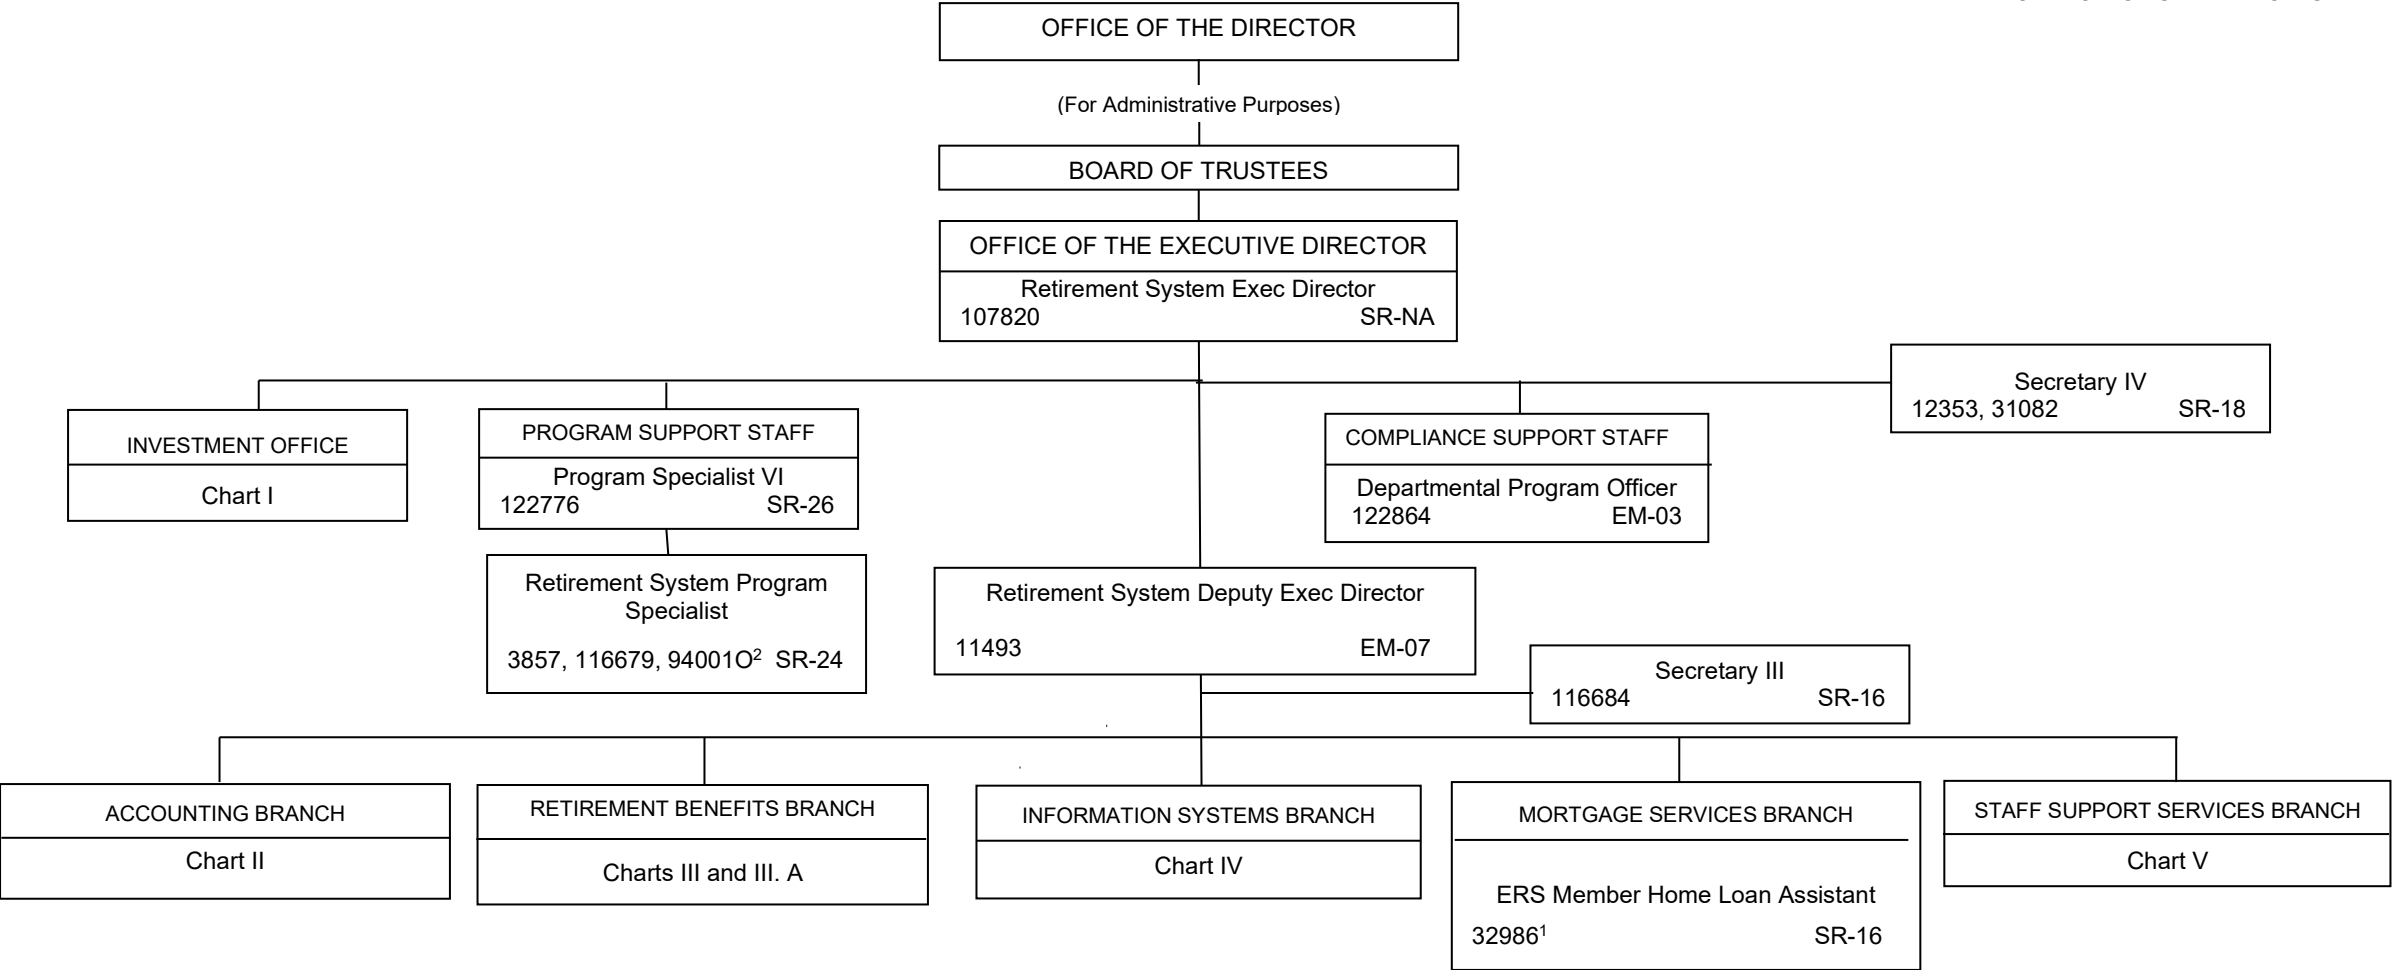 OFFICE OF THE DIRECTOR
(For Administrative Purposes)
BOARD OF TRUSTEES
OFFICE OF THE EXECUTIVE DIRECTOR
Retirement System Exec Director
107820 SR-NA
Secretary IV
12353, 31082 SR-18
INVESTMENT OFFICE
Chart I
PROGRAM SUPPORT STAFF
Program Specialist VI
122776 SR-26
COMPLIANCE SUPPORT STAFF
Departmental Program Officer
122864 EM-03
Retirement System Program
Specialist
3857, 116679, 94001O² SR-24
Retirement System Deputy Exec Director
11493 EM-07
Secretary III
116684 SR-16
ACCOUNTING BRANCH
Chart II
RETIREMENT BENEFITS BRANCH
Charts III and III. A
INFORMATION SYSTEMS BRANCH
Chart IV
MORTGAGE SERVICES BRANCH
ERS Member Home Loan Assistant
32986¹ SR-16
STAFF SUPPORT SERVICES BRANCH
Chart V